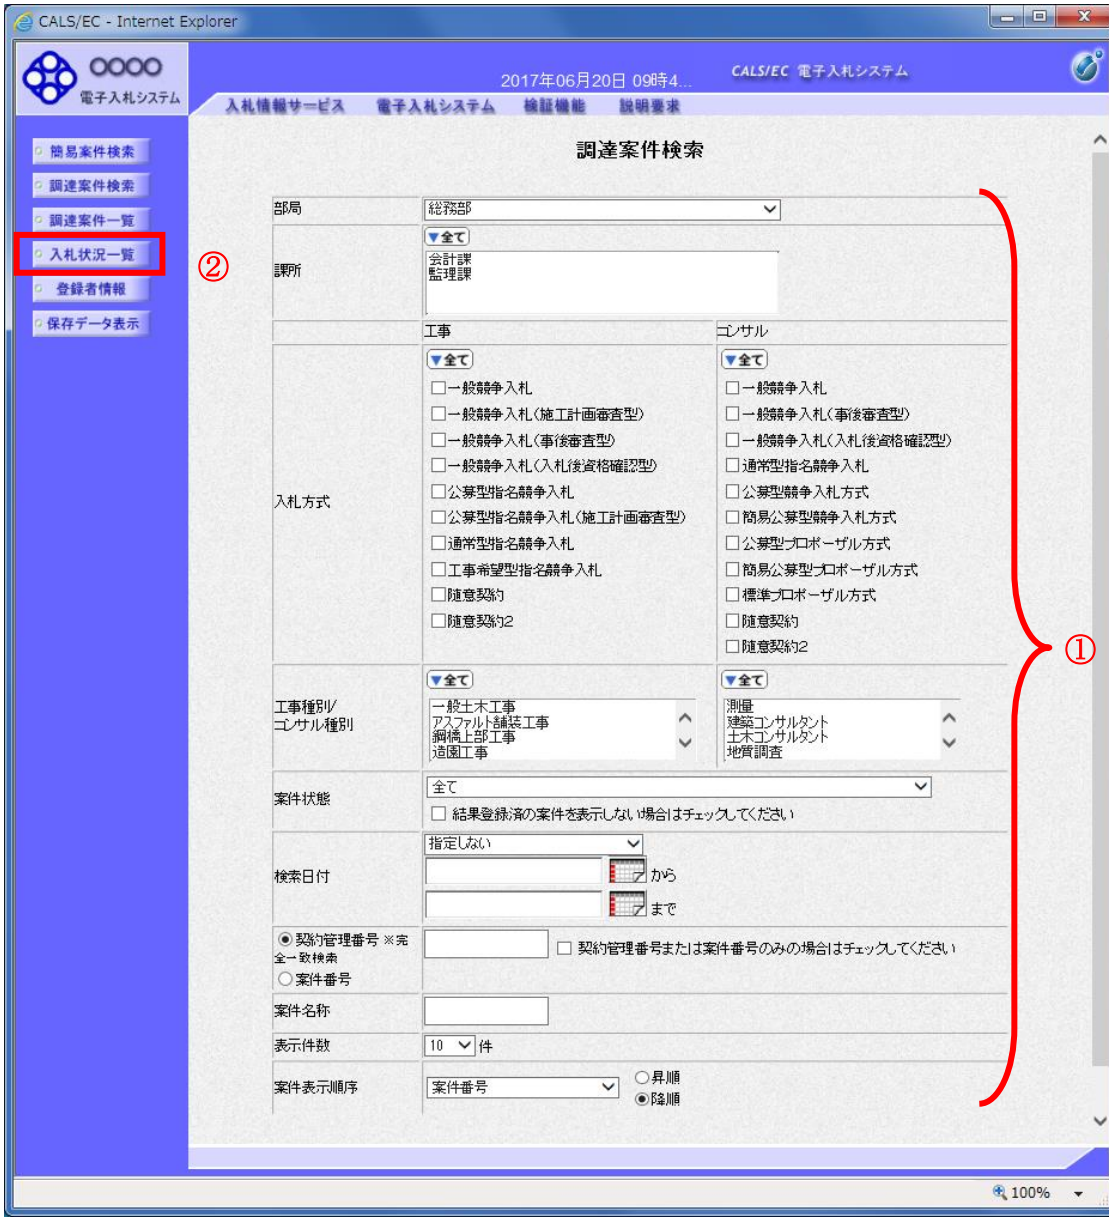 CALS/EC - Internet Explorer
○○○○
電子入札システム
2017年06月20日 09時4...
CALS/EC 電子入札システム
入札情報サービス 電子入札システム 検証機能 説明要求
簡易案件検索
調達案件検索
調達案件一覧
入札状況一覧
②
登録者情報
保存データ表示
調達案件検索
部局 総務部
課所 ▼全て
会計課
監理課
工事 コンサル
入札方式
▼全て
一般競争入札
一般競争入札(施工計画審査型)
一般競争入札(事後審査型)
一般競争入札(入札後資格確認型)
公募型指名競争入札
公募型指名競争入札(施工計画審査型)
通常型指名競争入札
工事希望型指名競争入札
随意契約
随意契約2
▼全て
一般競争入札
一般競争入札(事後審査型)
一般競争入札(入札後資格確認型)
通常型指名競争入札
公募型競争入札方式
簡易公募型競争入札方式
公募型プロポーザル方式
簡易公募型プロポーザル方式
標準プロポーザル方式
随意契約
随意契約2
①
工事種別/
コンサル種別
▼全て
一般土木工事
アスファルト舗装工事
鋼橋上部工事
造園工事
▼全て
測量
建築コンサルタント
土木コンサルタント
地質調査
案件状態 全て
結果登録済の案件を表示しない場合はチェックしてください
検索日付 指定しない
から
まで
契約管理番号 ※完
全一致検索
案件番号
契約管理番号または案件番号のみの場合はチェックしてください
案件名称
表示件数 10 件
案件表示順序 案件番号
昇順
降順
100%